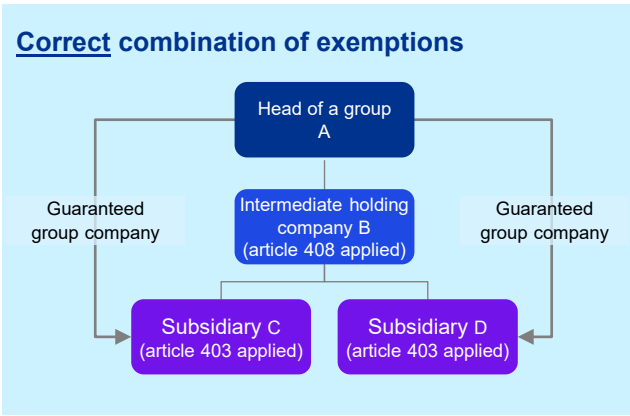 Correct combination of exemptions
Head of a group
A
Guaranteed
group company
Intermediate holding
company B
(article 408 applied)
Guaranteed
group company
Subsidiary C
(article 403 applied)
Subsidiary D
(article 403 applied)